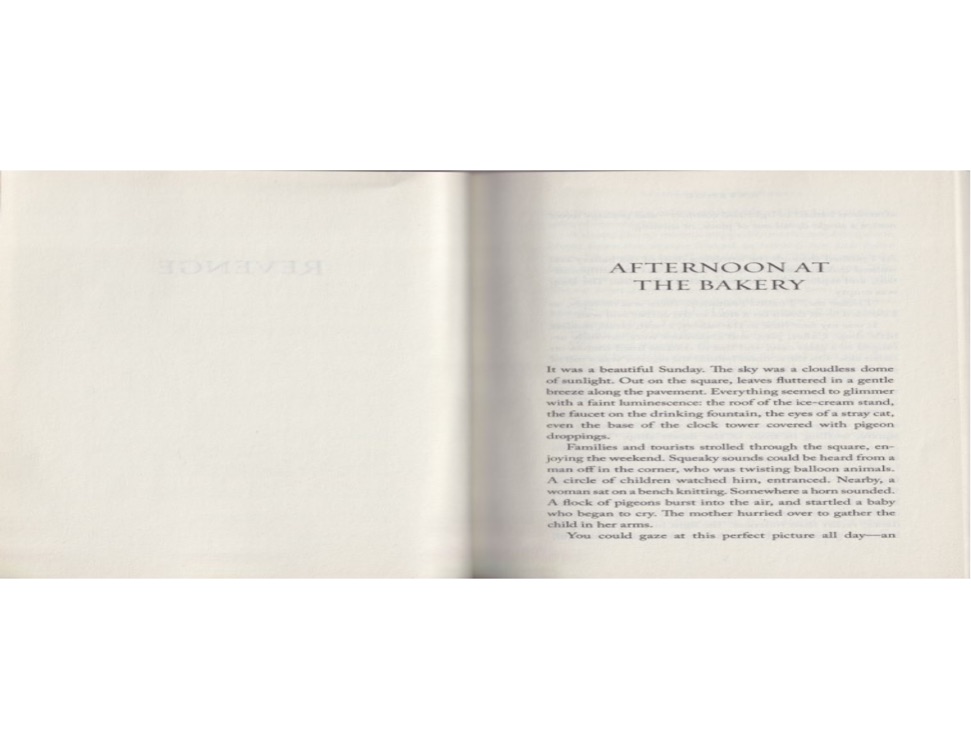 REVENGE
AFTERNOON AT
THE BAKERY
It was a beautiful Sunday. The sky was a cloudless dome
of sunlight. Out on the square, leaves fluttered in a gentle
breeze along the pavement. Everything seemed to glimmer
with a faint luminescence: the roof of the ice-cream stand,
the faucet on the drinking fountain, the eyes of a stray cat,
even the base of the clock tower covered with pigeon
droppings.
Families and tourists strolled through the square, en-
joying the weekend. Squeaky sounds could be heard from a
man off in the corner, who was twisting balloon animals.
A circle of children watched him, entranced. Nearby, a
woman sat on a bench knitting. Somewhere a horn sounded.
A flock of pigeons burst into the air, and startled a baby
who began to cry. The mother hurried over to gather the
child in her arms.
You could gaze at this perfect picture all day—an